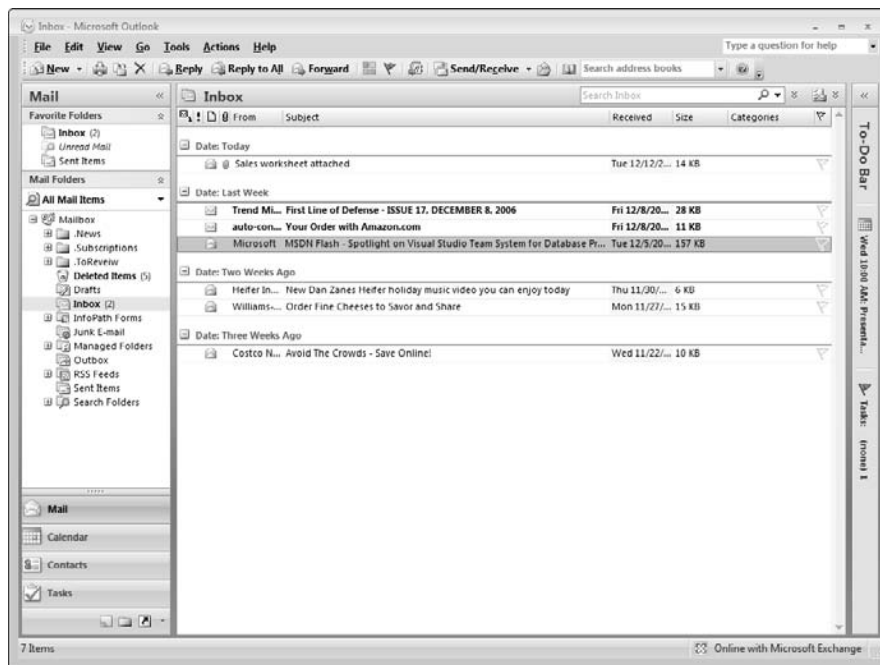 Inbox - Microsoft Outlook
File Edit View Go Tools Actions Help
Type a question for help
New Reply Reply to All Forward Send/Receive Search address books
Mail
Favorite Folders
Inbox (2)
Unread Mail
Sent Items
Mail Folders
All Mail Items
Mailbox
.News
.Subscriptions
.ToReveiw
Deleted Items (5)
Drafts
Inbox (2)
InfoPath Forms
Junk E-mail
Managed Folders
Outbox
RSS Feeds
Sent Items
Search Folders
Mail
Calendar
Contacts
Tasks
Inbox Search Inbox
From Subject Received Size Categories
Date: Today
Sales worksheet attached Tue 12/12/2... 14 KB
Date: Last Week
Trend Mi... First Line of Defense - ISSUE 17. DECEMBER 8. 2006 Fri 12/8/20... 28 KB
auto-con... Your Order with Amazon.com Fri 12/8/20... 11 KB
Microsoft MSDN Flash - Spotlight on Visual Studio Team System for Database Pr... Tue 12/5/20... 157 KB
Date: Two Weeks Ago
Heifer In... New Dan Zanes Heifer holiday music video you can enjoy today Thu 11/30/... 6 KB
Williams-... Order Fine Cheeses to Savor and Share Mon 11/27/... 15 KB
Date: Three Weeks Ago
Costco N... Avoid The Crowds - Save Online! Wed 11/22/... 10 KB
To-Do Bar
Wed 10:00 AM: Presenta...
Tasks: (none) E
7 Items
Online with Microsoft Exchange